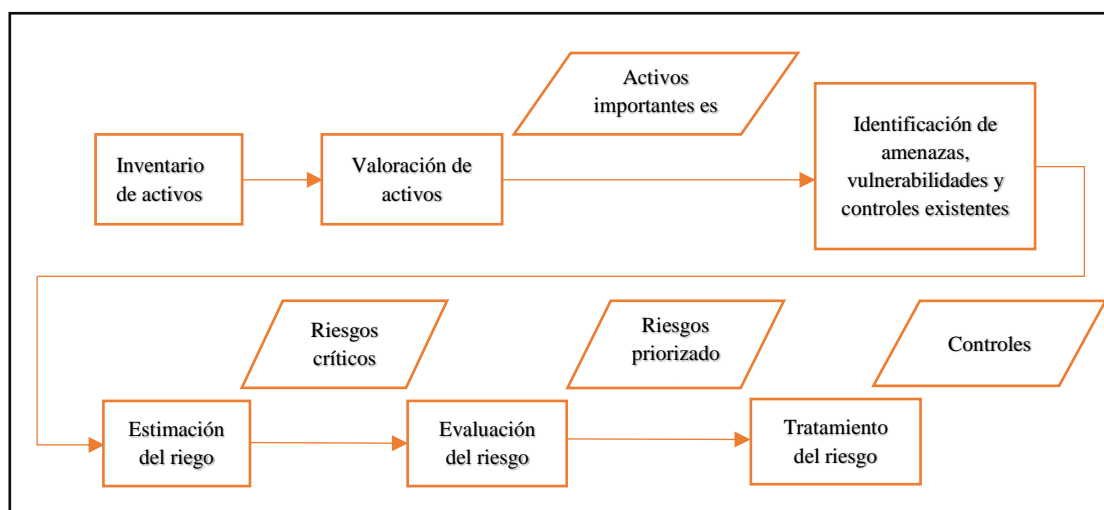 Activos
importantes es
Inventario
de activos
Valoración de
activos
Identificación de
amenazas,
vulnerabilidades y
controles existentes
Riesgos
críticos
Riesgos
priorizado
Controles
Estimación
del riego
Evaluación
del riesgo
Tratamiento
del riesgo